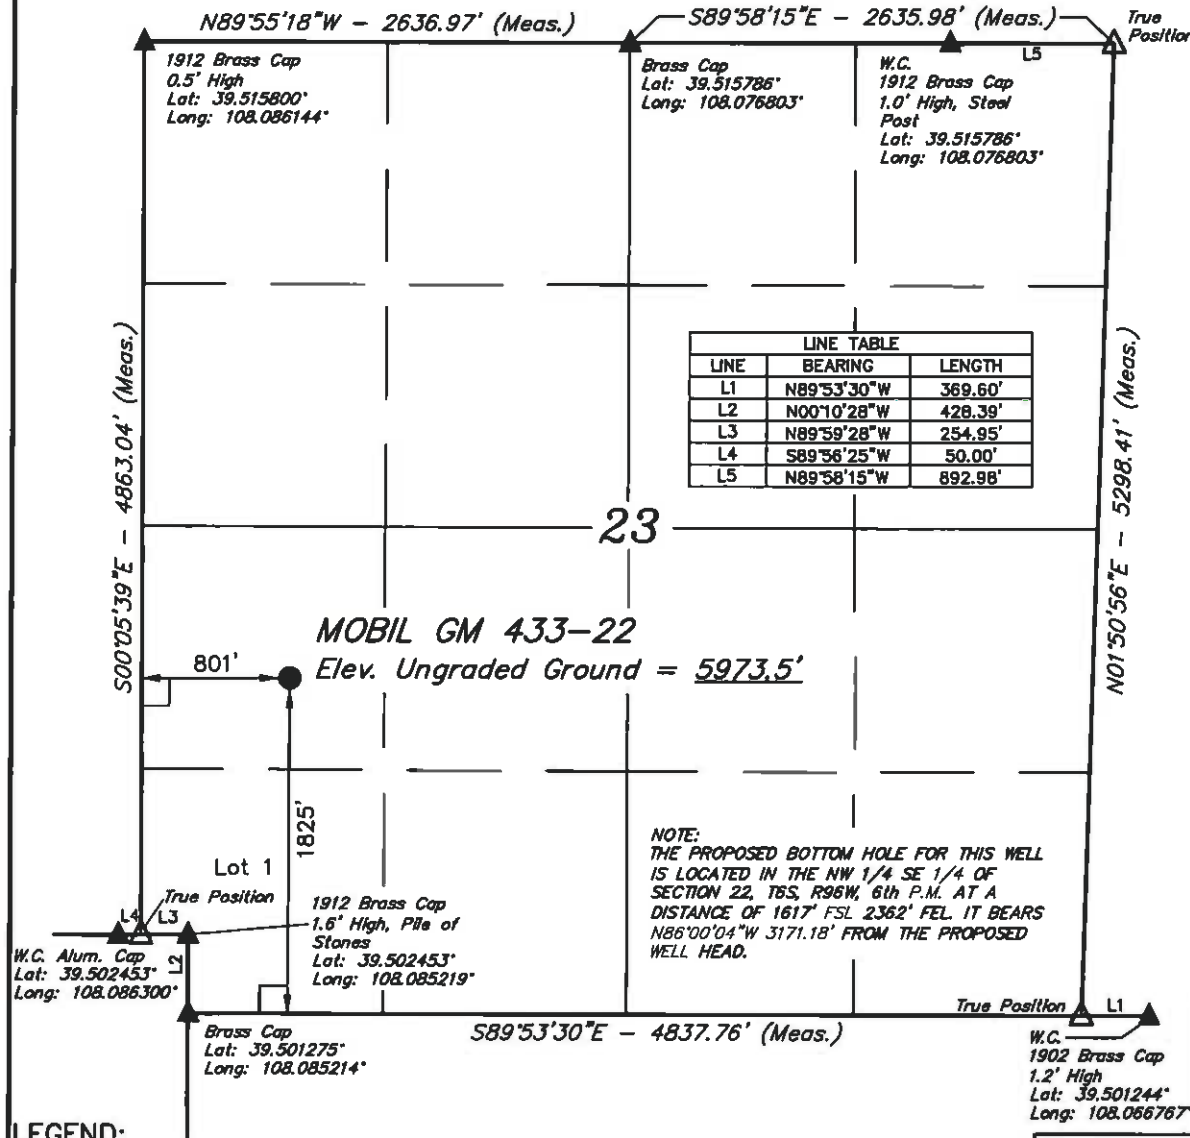 N89°55'18"W - 2636.97' (Meas.)
S89°58'15"E - 2635.98' (Meas.)
True
Position
L5
1912 Brass Cap
0.5' High
Lat: 39.515800°
Long: 108.086144°
Brass Cap
Lat: 39.515786°
Long: 108.076803°
W.C.
1912 Brass Cap
1.0' High, Steel
Post
Lat: 39.515786°
Long: 108.076803°
S00°05'39"E - 4863.04' (Meas.)
LINE TABLE
LINE BEARING LENGTH
L1 N89°53'30"W 369.60'
L2 N00°10'28"W 428.39'
L3 N89°59'28"W 254.95'
L4 S89°56'25"W 50.00'
L5 N89°58'15"W 892.98'
N01°50'56"E - 5298.41' (Meas.)
23
MOBIL GM 433-22
Elev. Ungraded Ground = 5973.5'
801'
1825'
Lot 1
True Position
L4 L3
L2
1912 Brass Cap
1.6' High, Pile of
Stones
Lat: 39.502453°
Long: 108.085219°
W.C. Alum. Cap
Lat: 39.502453°
Long: 108.086300°
NOTE:
THE PROPOSED BOTTOM HOLE FOR THIS WELL
IS LOCATED IN THE NW 1/4 SE 1/4 OF
SECTION 22, T6S, R96W, 6th P.M. AT A
DISTANCE OF 1617' FSL 2362' FEL. IT BEARS
N86°00'04"W 3171.18' FROM THE PROPOSED
WELL HEAD.
True Position
L1
Brass Cap
Lat: 39.501275°
Long: 108.085214°
S89°53'30"E - 4837.76' (Meas.)
W.C.
1902 Brass Cap
1.2' High
Lat: 39.501244°
Long: 108.066767°
LEGEND: